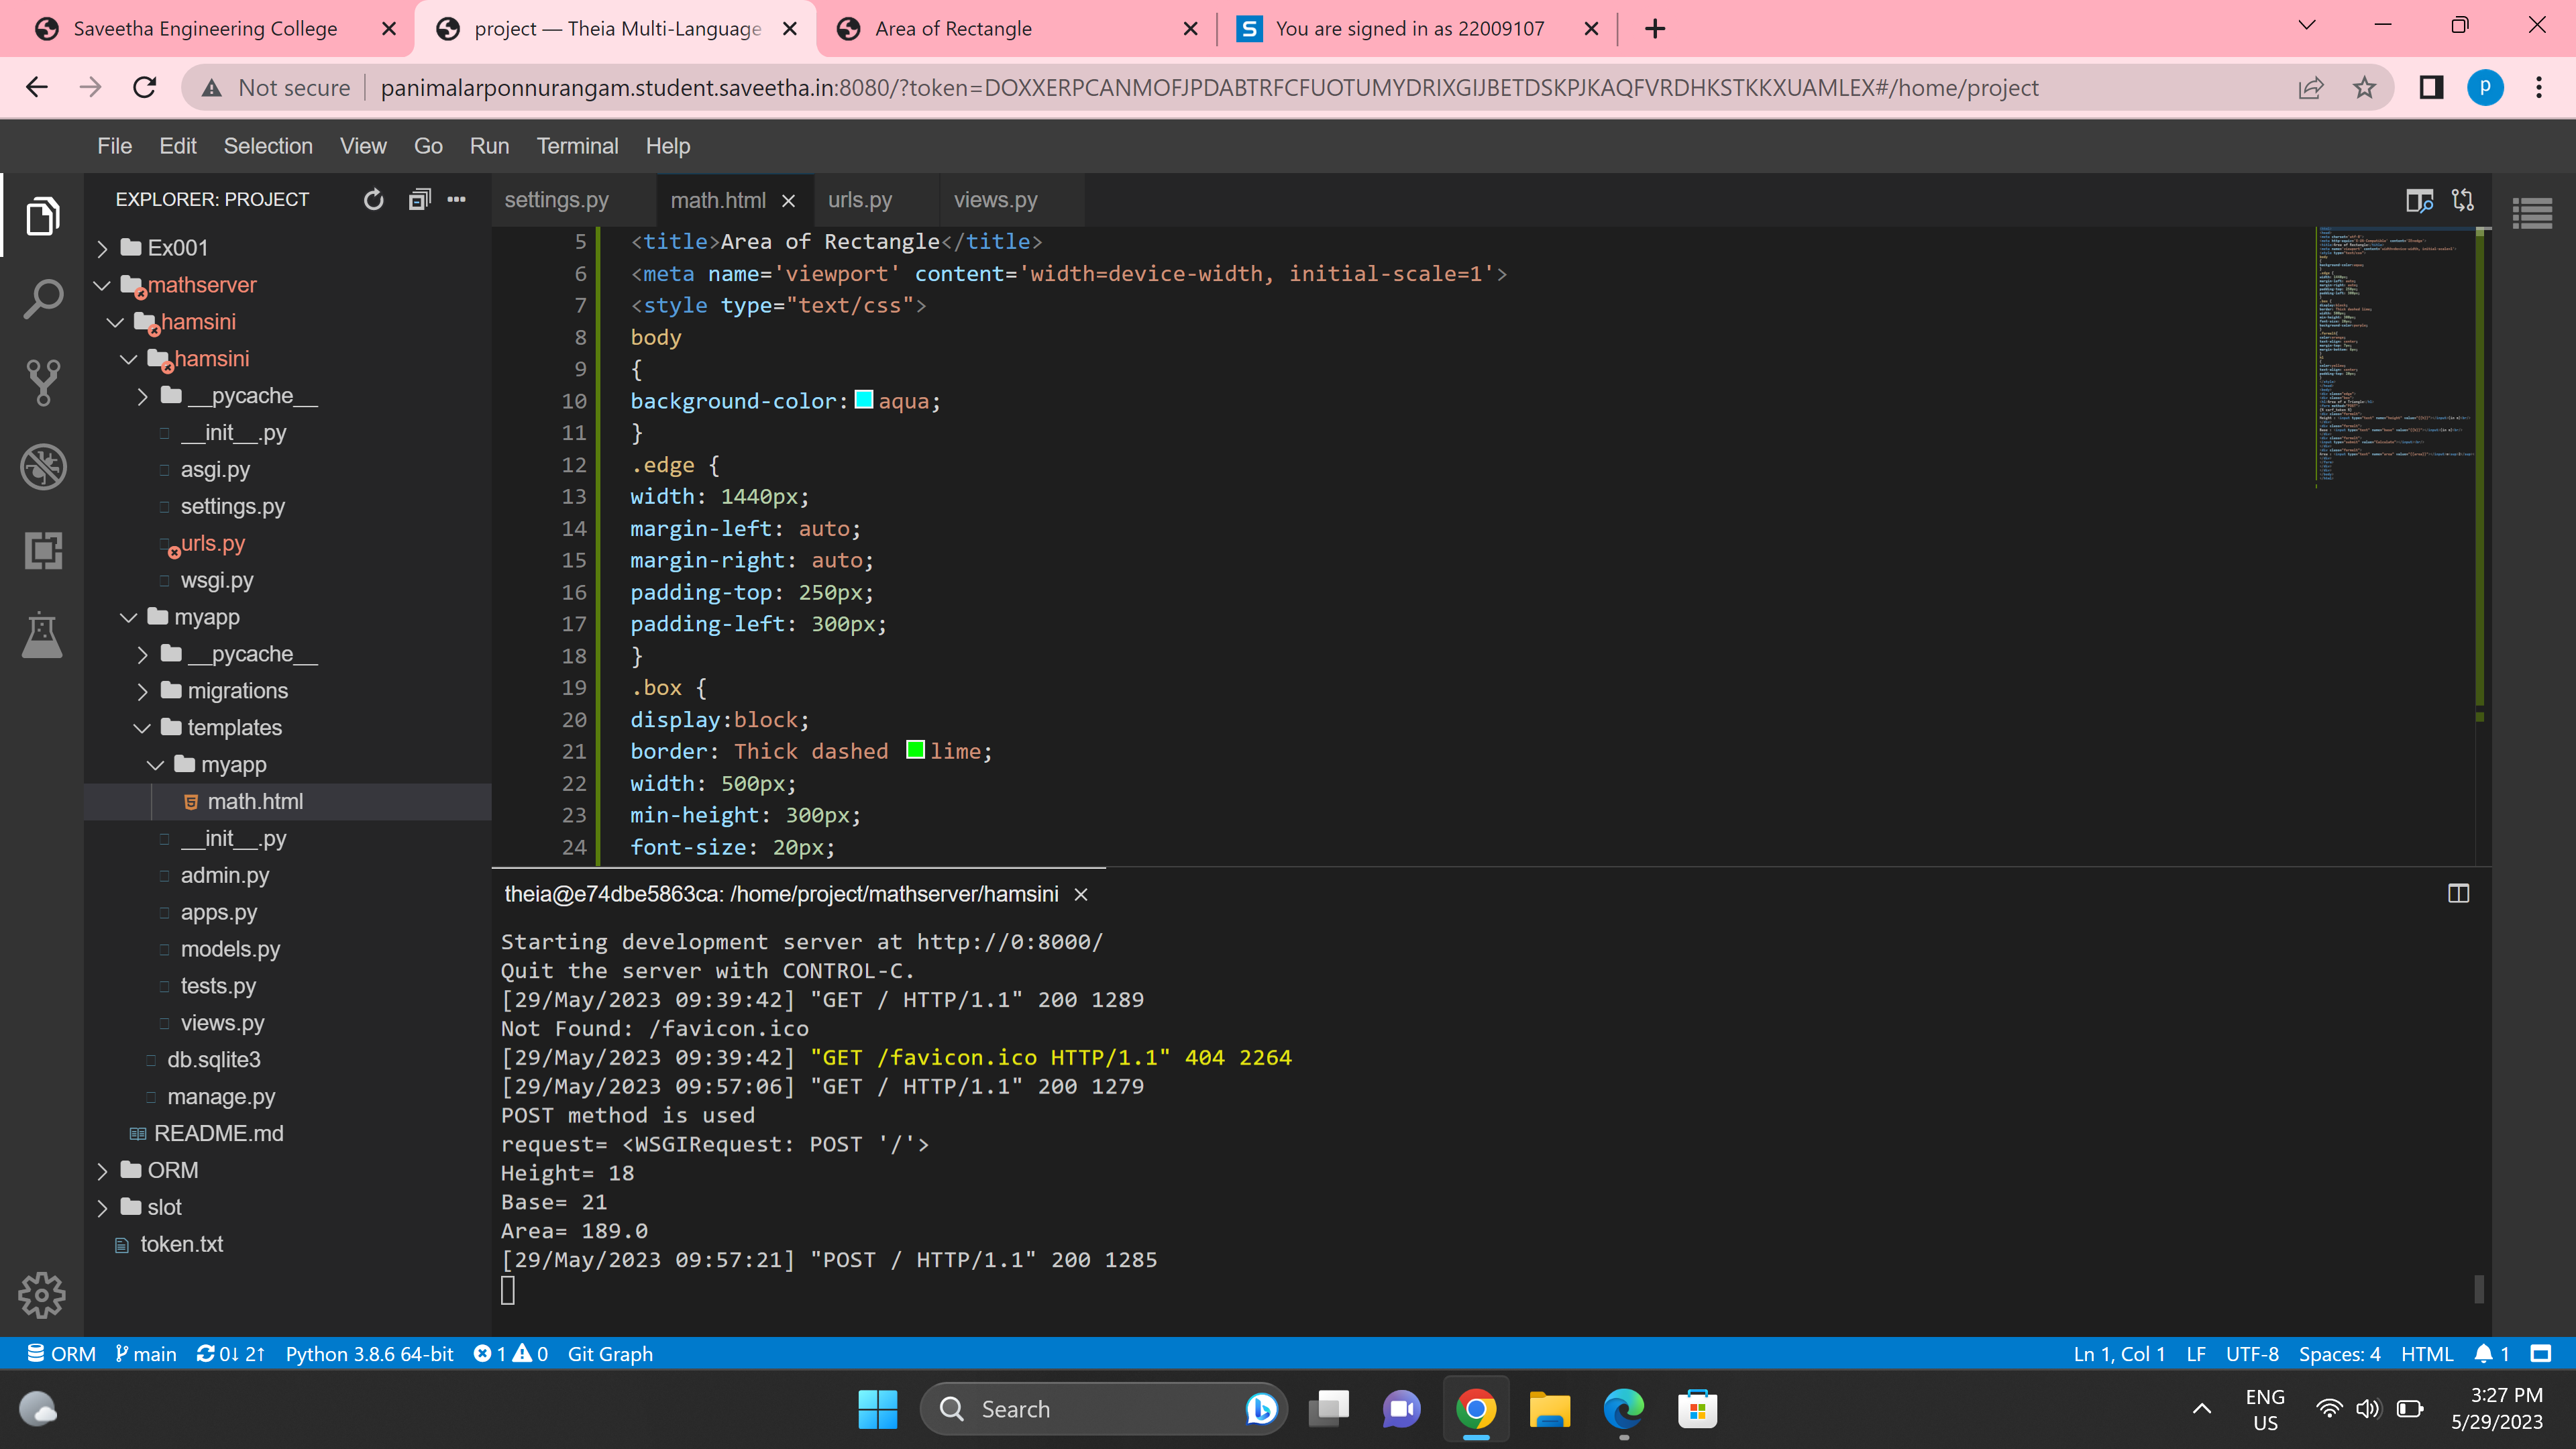 Saveetha Engineering College
project — Theia Multi-Language
Area of Rectangle
S You are signed in as 22009107
Not secure panimalarponnurangam.student.saveetha.in:8080/?token=DOXXERPCANMOFJPDABTRFCFUOTUMYDRIXGIJBETDSKPJKAQFVRDHKSTKKXUAMLEX#/home/project
p
File Edit Selection View Go Run Terminal Help
EXPLORER: PROJECT
Ex001
mathserver
hamsini
hamsini
__pycache__
__init__.py
asgi.py
settings.py
urls.py
wsgi.py
myapp
__pycache__
migrations
templates
myapp
math.html
__init__.py
admin.py
apps.py
models.py
tests.py
views.py
db.sqlite3
manage.py
README.md
ORM
slot
token.txt
settings.py math.html urls.py views.py
5 <title>Area of Rectangle</title>
6 <meta name='viewport' content='width=device-width, initial-scale=1'>
7 <style type="text/css">
8 body
9 {
10 background-color: aqua;
11 }
12 .edge {
13 width: 1440px;
14 margin-left: auto;
15 margin-right: auto;
16 padding-top: 250px;
17 padding-left: 300px;
18 }
19 .box {
20 display:block;
21 border: Thick dashed lime;
22 width: 500px;
23 min-height: 300px;
24 font-size: 20px;
theia@e74dbe5863ca: /home/project/mathserver/hamsini
Starting development server at http://0:8000/
Quit the server with CONTROL-C.
[29/May/2023 09:39:42] "GET / HTTP/1.1" 200 1289
Not Found: /favicon.ico
[29/May/2023 09:39:42] "GET /favicon.ico HTTP/1.1" 404 2264
[29/May/2023 09:57:06] "GET / HTTP/1.1" 200 1279
POST method is used
request= <WSGIRequest: POST '/'>
Height= 18
Base= 21
Area= 189.0
[29/May/2023 09:57:21] "POST / HTTP/1.1" 200 1285
ORM main 0↓ 2↑ Python 3.8.6 64-bit 1 0 Git Graph
Ln 1, Col 1 LF UTF-8 Spaces: 4 HTML 1
Search
ENG
US
3:27 PM
5/29/2023